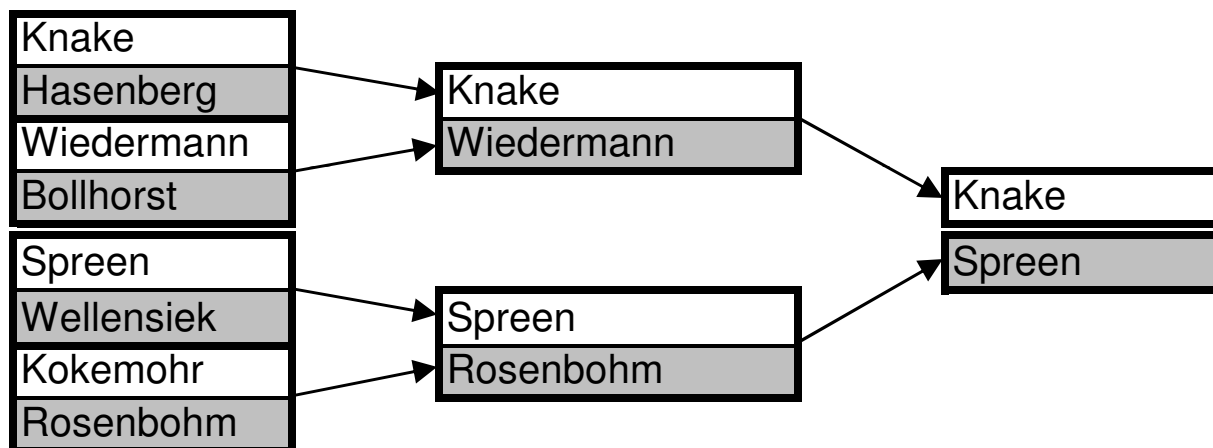 Knake
Hasenberg
Wiedermann
Bollhorst
Spreen
Wellensiek
Kokemohr
Rosenbohm
Knake
Wiedermann
Spreen
Rosenbohm
Knake
Spreen